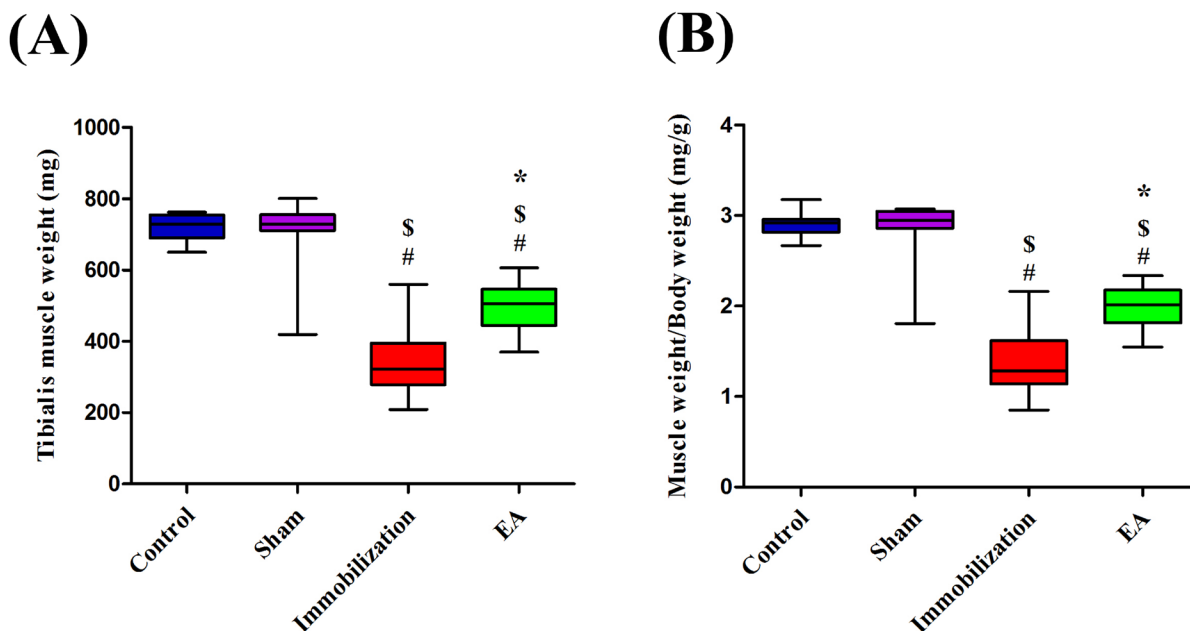 (A)
Tibialis muscle weight (mg)
1000
800
600
400
200
0
$
#
*
$
#
Control
Sham
Immobilization
EA
(B)
Muscle weight/Body weight (mg/g)
4
3
2
1
0
$
#
*
$
#
Control
Sham
Immobilization
EA